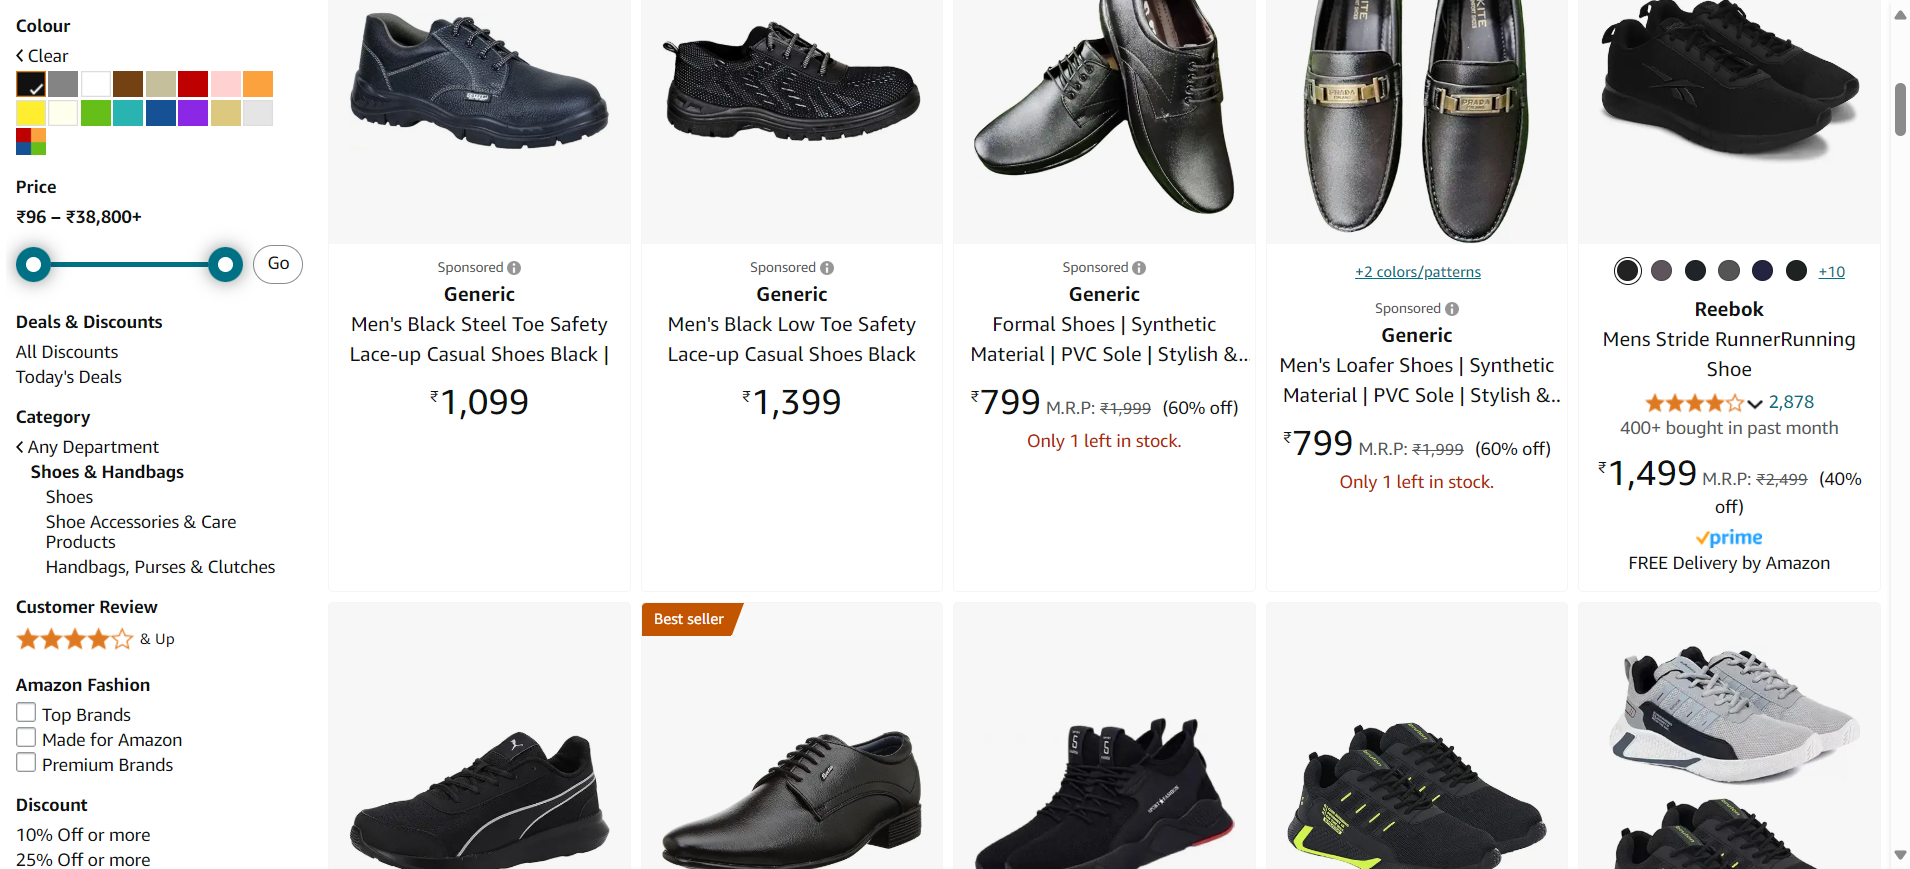 Colour
Clear
Price
₹96 – ₹38,800+
Go
Deals & Discounts
All Discounts
Today's Deals
Category
Any Department
Shoes & Handbags
Shoes
Shoe Accessories & Care
Products
Handbags, Purses & Clutches
Customer Review
& Up
Amazon Fashion
Top Brands
Made for Amazon
Premium Brands
Discount
10% Off or more
25% Off or more
Sponsored
Generic
Men's Black Steel Toe Safety
Lace-up Casual Shoes Black |
₹1,099
Sponsored
Generic
Men's Black Low Toe Safety
Lace-up Casual Shoes Black
₹1,399
Sponsored
Generic
Formal Shoes | Synthetic
Material | PVC Sole | Stylish &...
₹799 M.R.P: ₹1,999 (60% off)
Only 1 left in stock.
PRADA
PRADA
+2 colors/patterns
Sponsored
Generic
Men's Loafer Shoes | Synthetic
Material | PVC Sole | Stylish &...
₹799 M.R.P: ₹1,999 (60% off)
Only 1 left in stock.
+10
Reebok
Mens Stride RunnerRunning
Shoe
2,878
400+ bought in past month
₹1,499 M.R.P: ₹2,499 (40%
off)
prime
FREE Delivery by Amazon
Best seller
SPORT FASHION